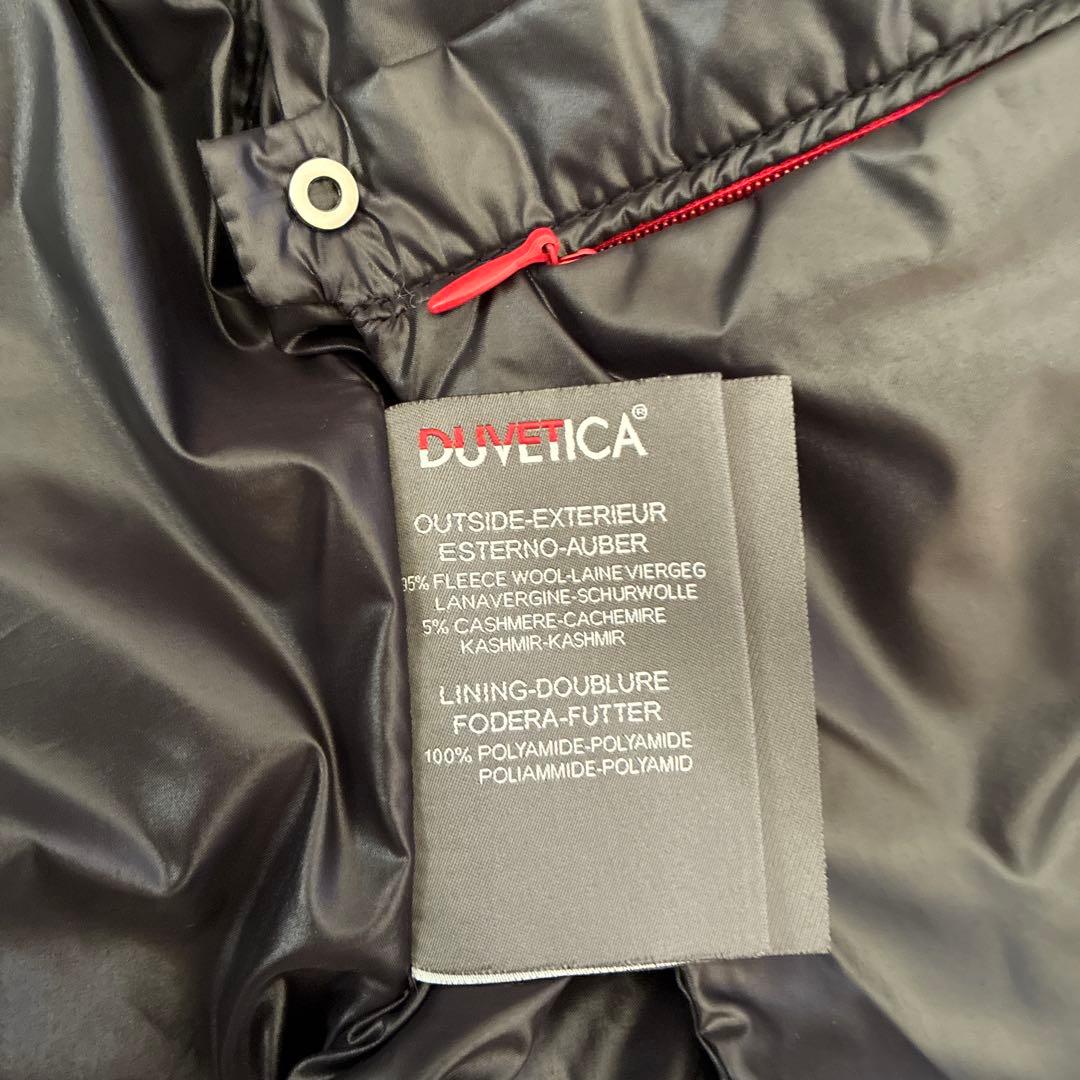 DUVETICA®
OUTSIDE-EXTERIEUR
ESTERNO-AUBER
95% FLEECE WOOL-LAINE VIERGEG
LANAVERGINE-SCHURWOLLE
5% CASHMERE-CACHEMIRE
KASHMIR-KASHMIR
LINING-DOUBLURE
FODERA-FUTTER
100% POLYAMIDE-POLYAMIDE
POLIAMMIDE-POLYAMID